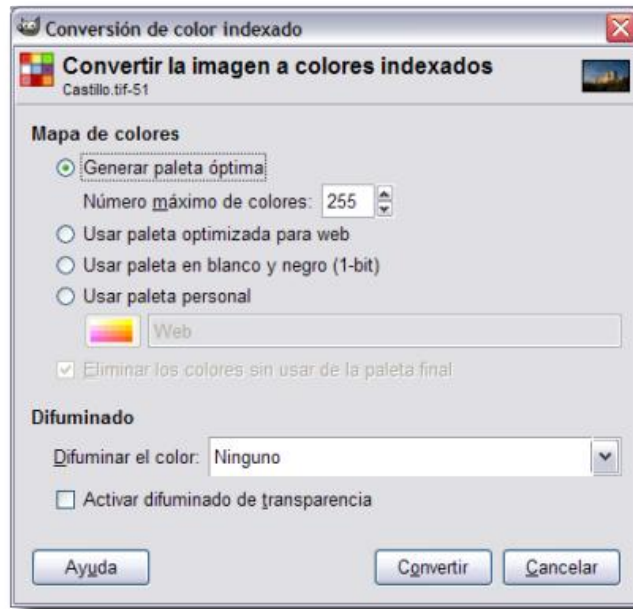 Conversión de color indexado
Convertir la imagen a colores indexados
Castillo.tif-51
Mapa de colores
Generar paleta óptima
Número máximo de colores: 255
Usar paleta optimizada para web
Usar paleta en blanco y negro (1-bit)
Usar paleta personal
Web
Eliminar los colores sin usar de la paleta final
Difuminado
Difuminar el color: Ninguno
Activar difuminado de transparencia
Ayuda Convertir Cancelar